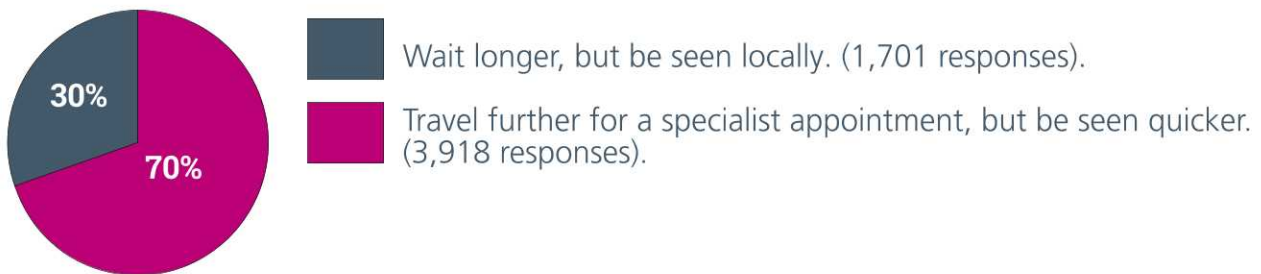 30%
70%
Wait longer, but be seen locally. (1,701 responses).
Travel further for a specialist appointment, but be seen quicker.
(3,918 responses).